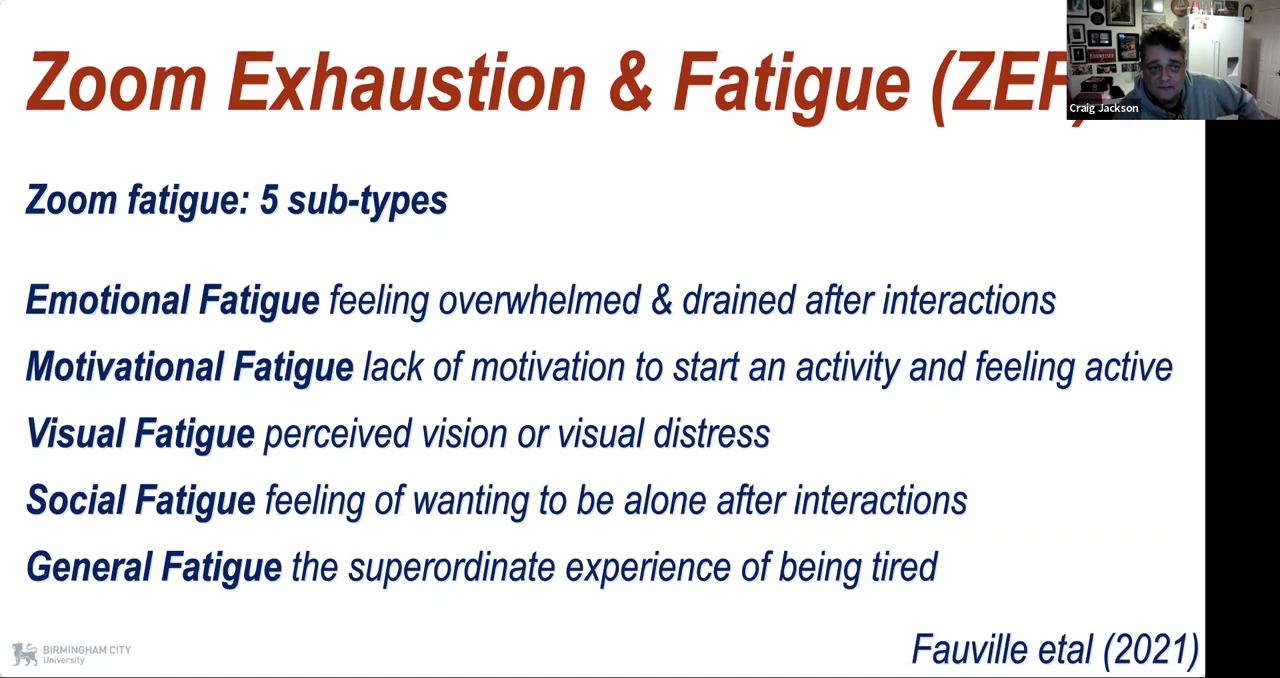 Zoom Exhaustion & Fatigue (ZEF)
Craig Jackson
Zoom fatigue: 5 sub-types
Emotional Fatigue feeling overwhelmed & drained after interactions
Motivational Fatigue lack of motivation to start an activity and feeling active
Visual Fatigue perceived vision or visual distress
Social Fatigue feeling of wanting to be alone after interactions
General Fatigue the superordinate experience of being tired
BIRMINGHAM CITY
University
Fauville etal (2021)